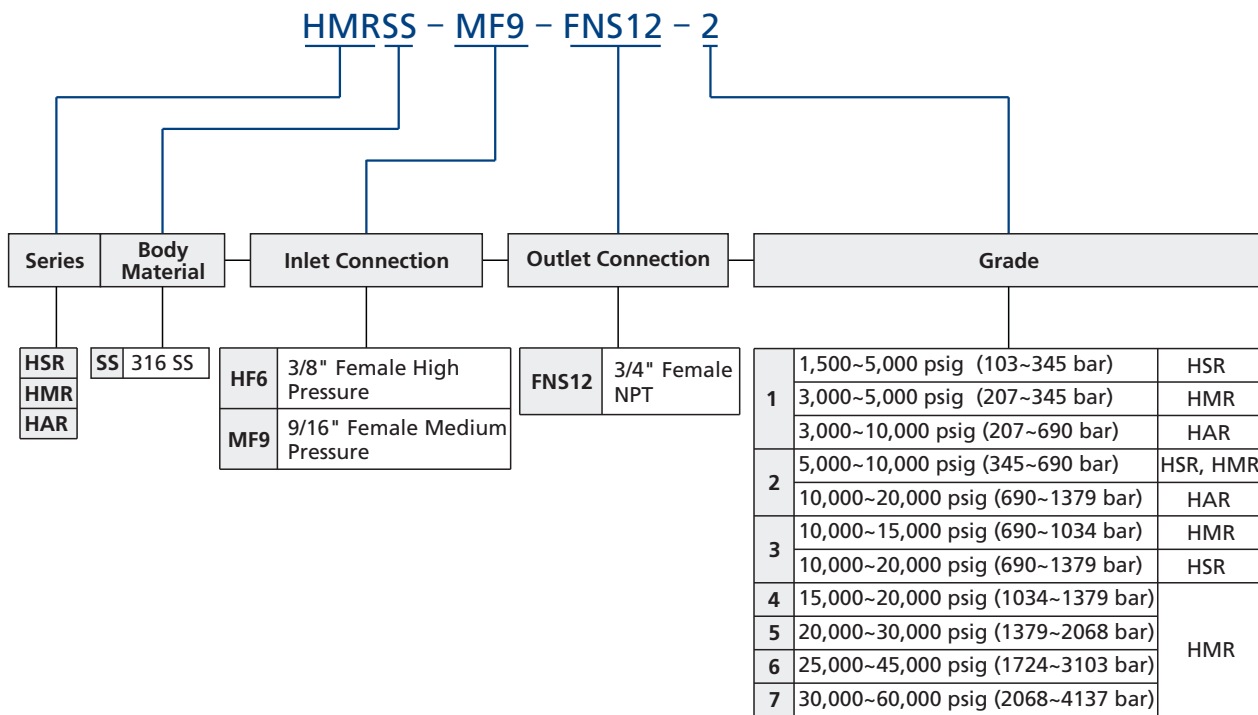 HMRSS – MF9 – FNS12 – 2
Series
Body
Material
Inlet Connection
Outlet Connection
Grade
HSR
HMR
HAR
SS 316 SS
HF6 3/8" Female High
Pressure
MF9 9/16" Female Medium
Pressure
FNS12 3/4" Female
NPT
1 1,500~5,000 psig (103~345 bar) HSR
3,000~5,000 psig (207~345 bar) HMR
3,000~10,000 psig (207~690 bar) HAR
2 5,000~10,000 psig (345~690 bar) HSR, HMR
10,000~20,000 psig (690~1379 bar) HAR
3 10,000~15,000 psig (690~1034 bar) HMR
10,000~20,000 psig (690~1379 bar) HSR
4 15,000~20,000 psig (1034~1379 bar)
5 20,000~30,000 psig (1379~2068 bar)
HMR
6 25,000~45,000 psig (1724~3103 bar)
7 30,000~60,000 psig (2068~4137 bar)